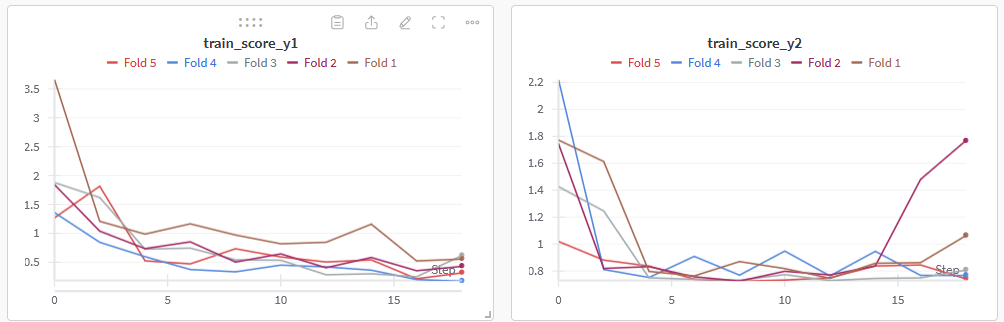 train_score_y1
Fold 5 Fold 4 Fold 3 Fold 2 Fold 1
3.5
3
2.5
2
1.5
1
0.5
Step
0 5 10 15
train_score_y2
Fold 5 Fold 4 Fold 3 Fold 2 Fold 1
2.2
2
1.8
1.6
1.4
1.2
1
0.8
Step
0 5 10 15